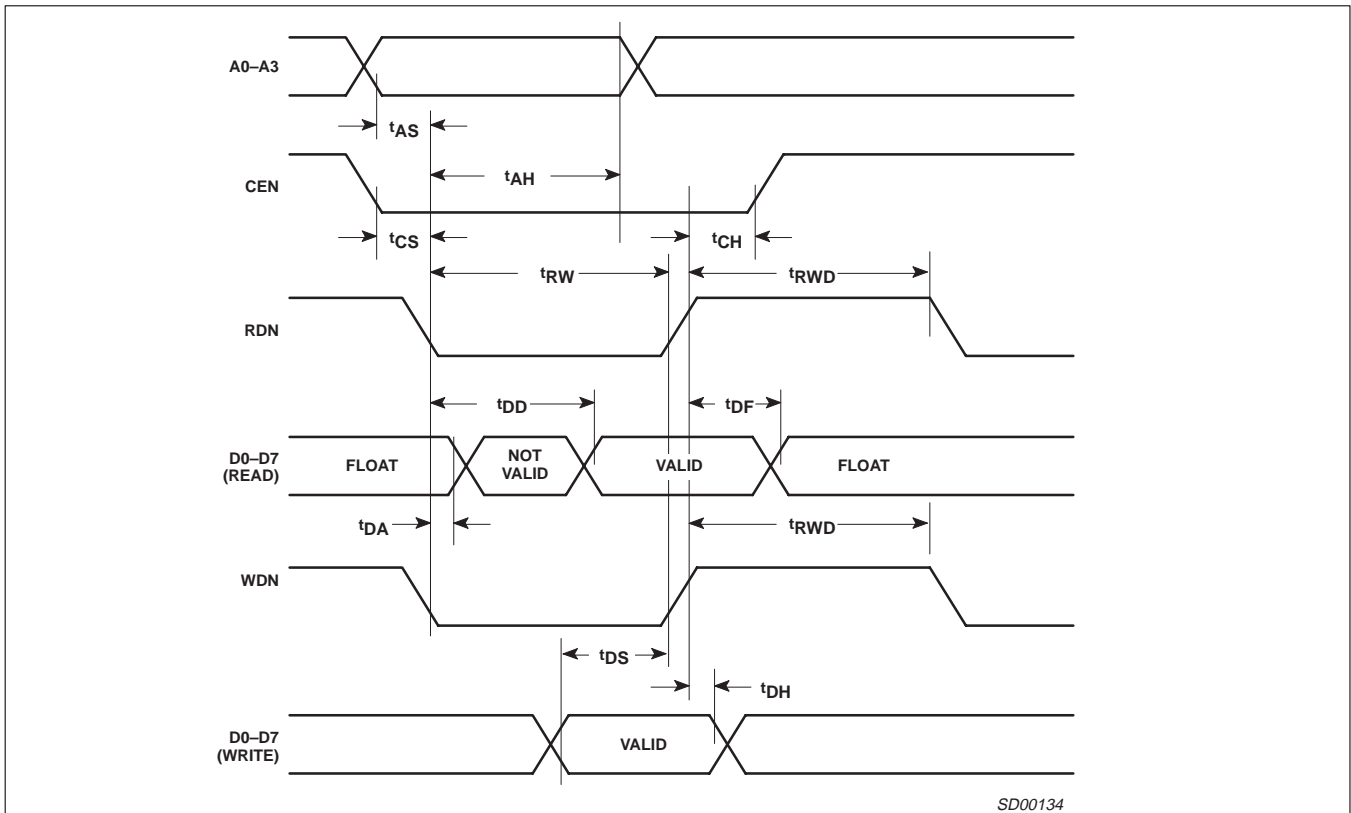 A0–A3
tAS
tAH
CEN
tCS
tCH
tRW
tRWD
RDN
tDD
tDF
D0–D7
(READ)
FLOAT
NOT
VALID
VALID
FLOAT
tDA
tRWD
WDN
tDS
tDH
D0–D7
(WRITE)
VALID
SD00134